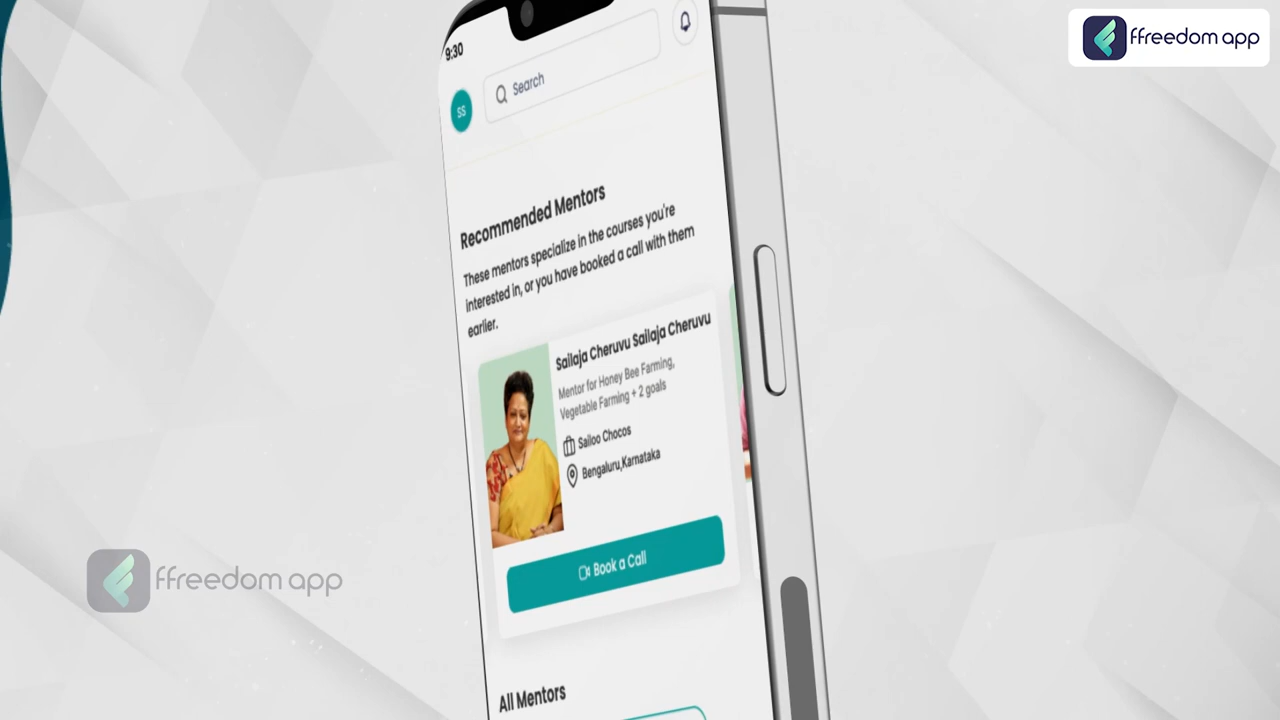 ffreedom app
9:30
SS
Search
Recommended Mentors
These mentors specialize in the courses you're
interested in, or you have booked a call with them
earlier.
Sailaja Cheruvu Sailaja Cheruvu
Mentor for Honey Bee Farming,
Vegetable Farming + 2 goals
Sailoo Chocos
Bengaluru,Karnataka
Book a Call
ffreedom app
All Mentors